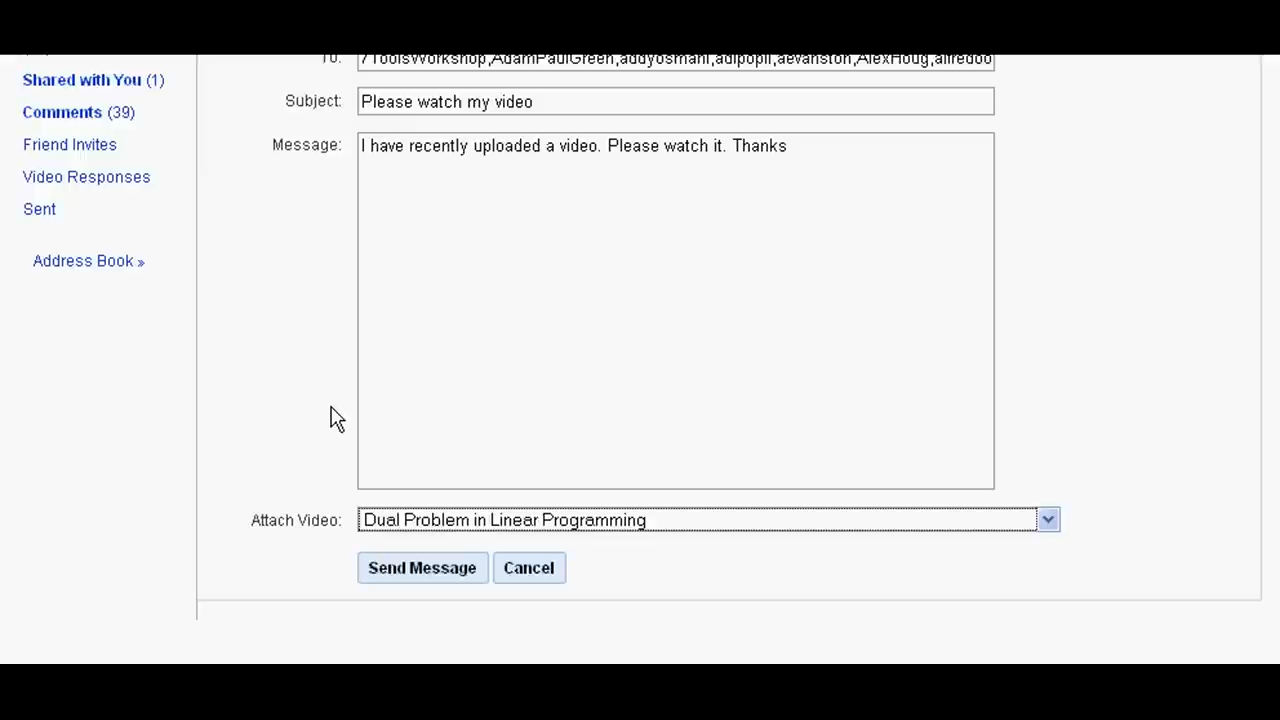 To: 7ToolsWorkshop,AdamPaulGreen,addyosmani,adipopli,aevanston,AlexHoug,alfredoo
Shared with You (1)
Subject: Please watch my video
Comments (39)
Friend Invites
Message: I have recently uploaded a video. Please watch it. Thanks
Video Responses
Sent
Address Book »
Attach Video: Dual Problem in Linear Programming
Send Message Cancel